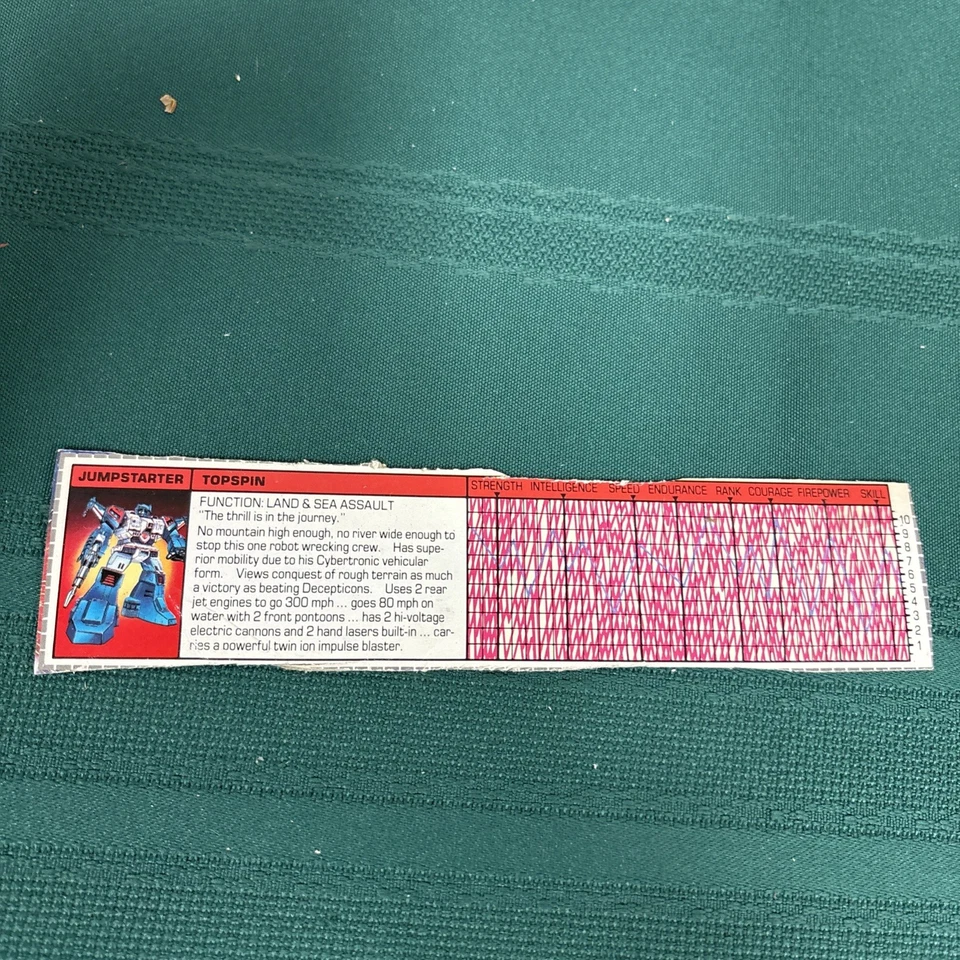 JUMPSTARTER TOPSPIN
FUNCTION: LAND & SEA ASSAULT
"The thrill is in the journey."
No mountain high enough, no river wide enough to
stop this one robot wrecking crew. Has supe-
rior mobility due to his Cybertronic vehicular
form. Views conquest of rough terrain as much
a victory as beating Decepticons. Uses 2 rear
jet engines to go 300 mph ... goes 80 mph on
water with 2 front pontoons ... has 2 hi-voltage
electric cannons and 2 hand lasers built-in ... car-
ries a powerful twin ion impulse blaster.
STRENGTH INTELLIGENCE SPEED ENDURANCE RANK COURAGE FIREPOWER SKILL
10
9
8
7
6
5
4
3
2
1